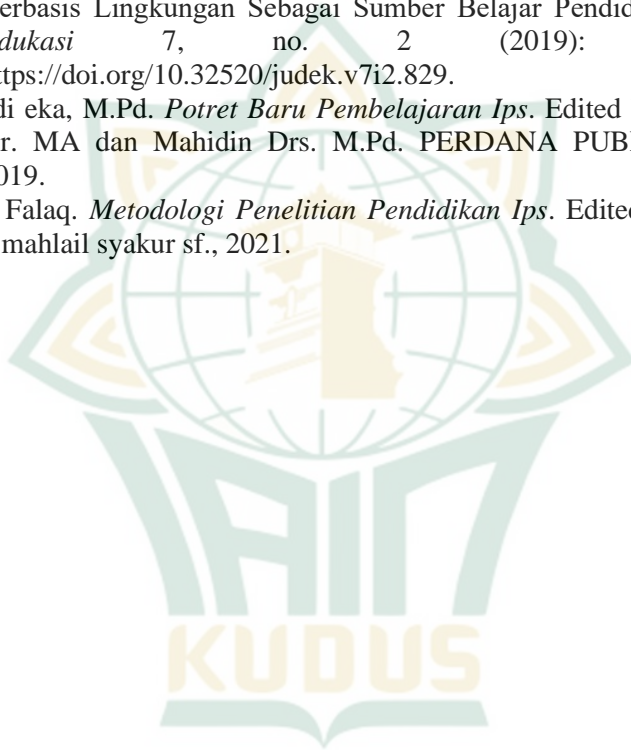 erbasis Lingkungan Sebagai Sumber Belajar Pendid
dukasi 7, no. 2 (2019):
ttps://doi.org/10.32520/judek.v7i2.829.
di eka, M.Pd. Potret Baru Pembelajaran Ips. Edited
r. MA dan Mahidin Drs. M.Pd. PERDANA PUB
019.
Falaq. Metodologi Penelitian Pendidikan Ips. Edited
mahlail syakur sf., 2021.
IAIN
KUDUS